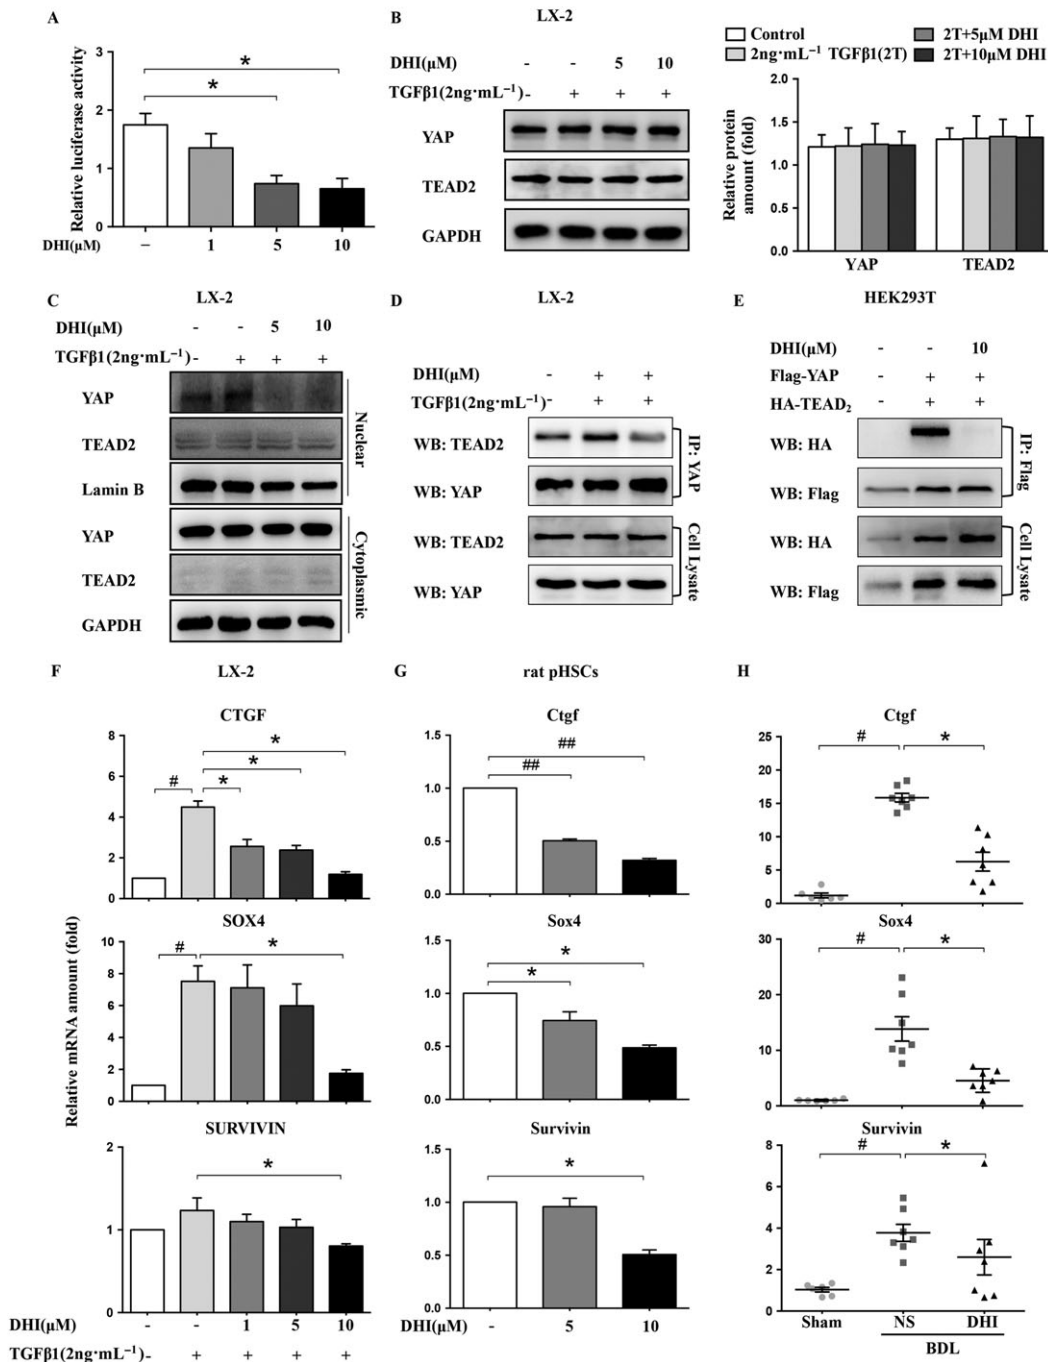 A
Relative luciferase activity
3
2
1
0
*
*
DHI(μM)
– 1 5 10
B
LX-2
DHI(μM) - - 5 10
TGFβ1(2ng·mL⁻¹) - + + +
YAP
TEAD2
GAPDH
Control
2ng·mL⁻¹ TGFβ1(2T)
2T+5μM DHI
2T+10μM DHI
Relative protein
amount (fold)
2.0
1.5
1.0
0.5
0.0
YAP TEAD2
C
LX-2
DHI(μM) - - 5 10
TGFβ1(2ng·mL⁻¹) - + + +
YAP
TEAD2
Lamin B
Nuclear
YAP
TEAD2
GAPDH
Cytoplasmic
D
LX-2
DHI(μM) - + +
TGFβ1(2ng·mL⁻¹) - + +
WB: TEAD2
WB: YAP
IP: YAP
WB: TEAD2
WB: YAP
Cell Lysate
E
HEK293T
DHI(μM) - - 10
Flag-YAP - + +
HA-TEAD₂ - + +
WB: HA
WB: Flag
IP: Flag
WB: HA
WB: Flag
Cell Lysate
F
LX-2
Relative mRNA amount (fold)
CTGF
8
6
4
2
0
# * * *
SOX4
10
8
6
4
2
0
# *
SURVIVIN
2
1
0
*
DHI(μM) - - 1 5 10
TGFβ1(2ng·mL⁻¹) - + + + +
G
rat pHSCs
Ctgf
1.5
1.0
0.5
0.0
##
##
Sox4
1.5
1.0
0.5
0.0
*
*
Survivin
1.5
1.0
0.5
0.0
*
DHI(μM) - 5 10
H
Ctgf
25
20
15
10
5
0
# *
Sox4
30
20
10
0
# *
Survivin
8
6
4
2
0
# *
Sham NS DHI
BDL